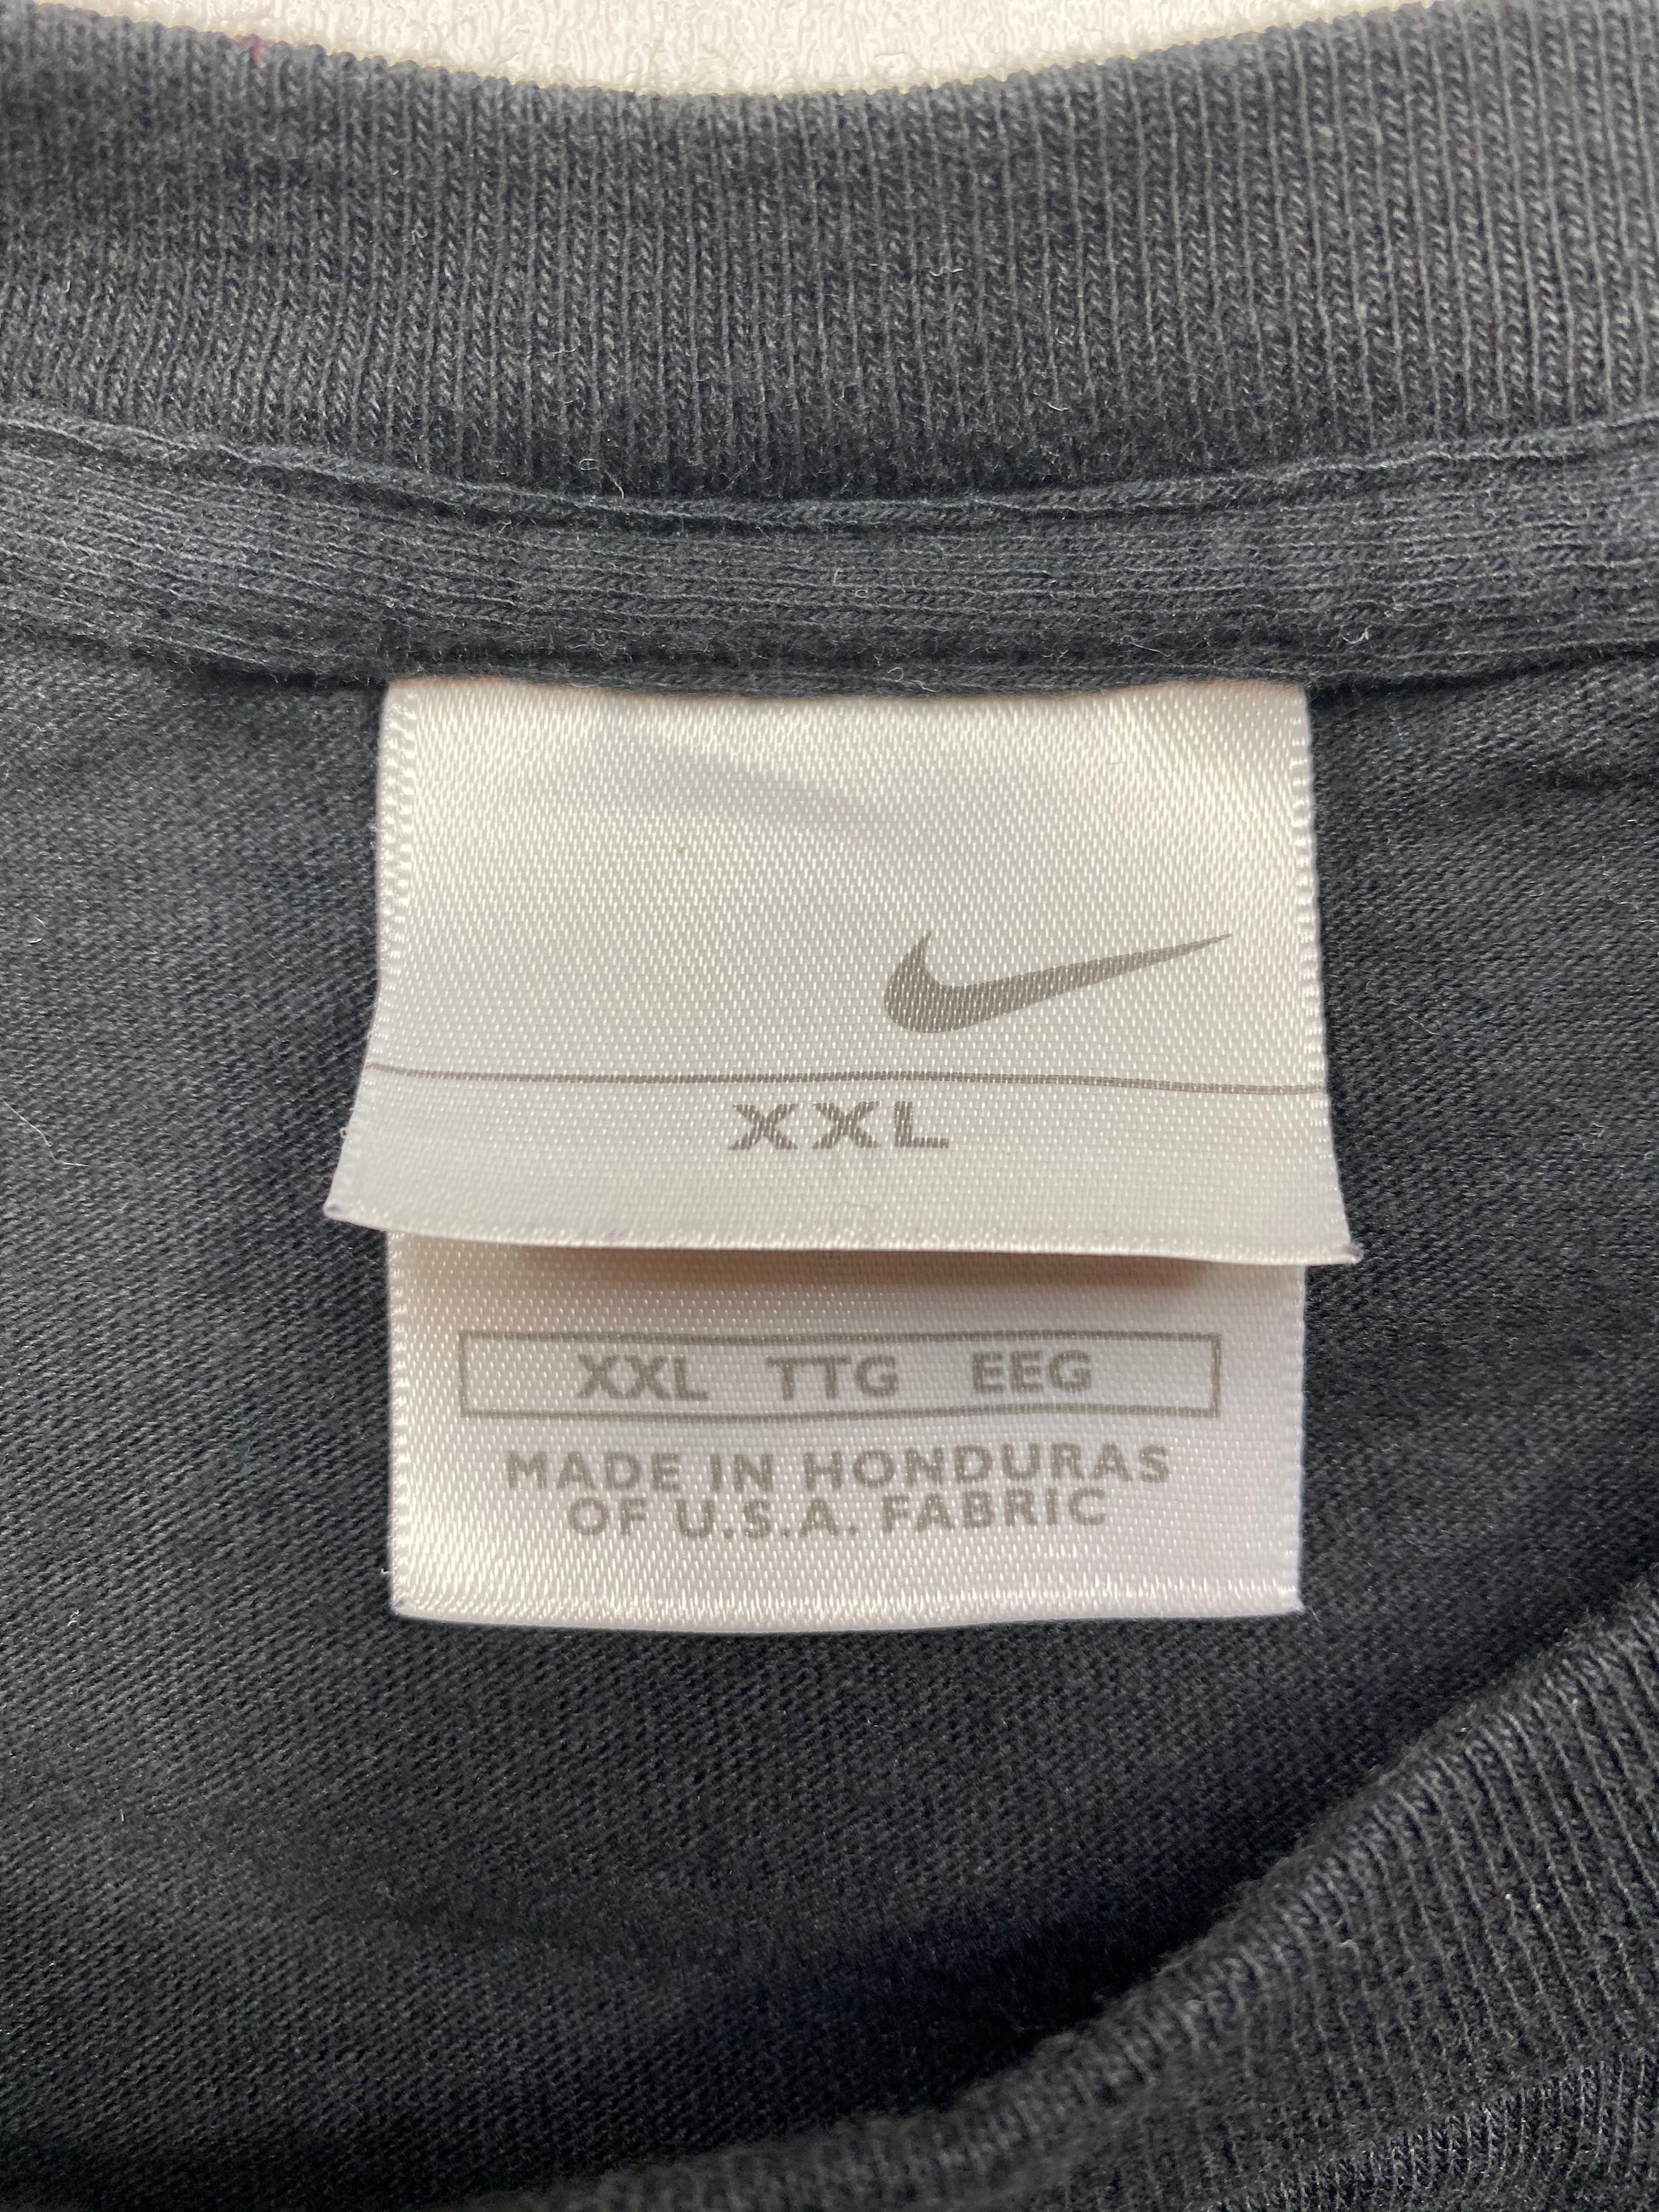 XXL
XXL TTG EEG
MADE IN HONDURAS
OF U.S.A. FABRIC